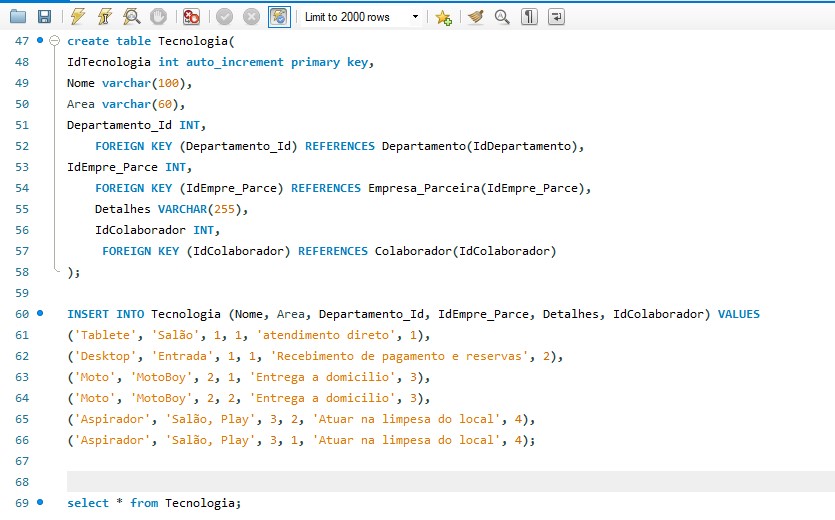 Limit to 2000 rows
47 create table Tecnologia(
48 IdTecnologia int auto_increment primary key,
49 Nome varchar(100),
50 Area varchar(60),
51 Departamento_Id INT,
52 FOREIGN KEY (Departamento_Id) REFERENCES Departamento(IdDepartamento),
53 IdEmpre_Parce INT,
54 FOREIGN KEY (IdEmpre_Parce) REFERENCES Empresa_Parceira(IdEmpre_Parce),
55 Detalhes VARCHAR(255),
56 IdColaborador INT,
57 FOREIGN KEY (IdColaborador) REFERENCES Colaborador(IdColaborador)
58 );
59
60 INSERT INTO Tecnologia (Nome, Area, Departamento_Id, IdEmpre_Parce, Detalhes, IdColaborador) VALUES
61 ('Tablete', 'Salão', 1, 1, 'atendimento direto', 1),
62 ('Desktop', 'Entrada', 1, 1, 'Recebimento de pagamento e reservas', 2),
63 ('Moto', 'MotoBoy', 2, 1, 'Entrega a domicilio', 3),
64 ('Moto', 'MotoBoy', 2, 2, 'Entrega a domicilio', 3),
65 ('Aspirador', 'Salão, Play', 3, 2, 'Atuar na limpesa do local', 4),
66 ('Aspirador', 'Salão, Play', 3, 1, 'Atuar na limpesa do local', 4);
67
68
69 select * from Tecnologia;